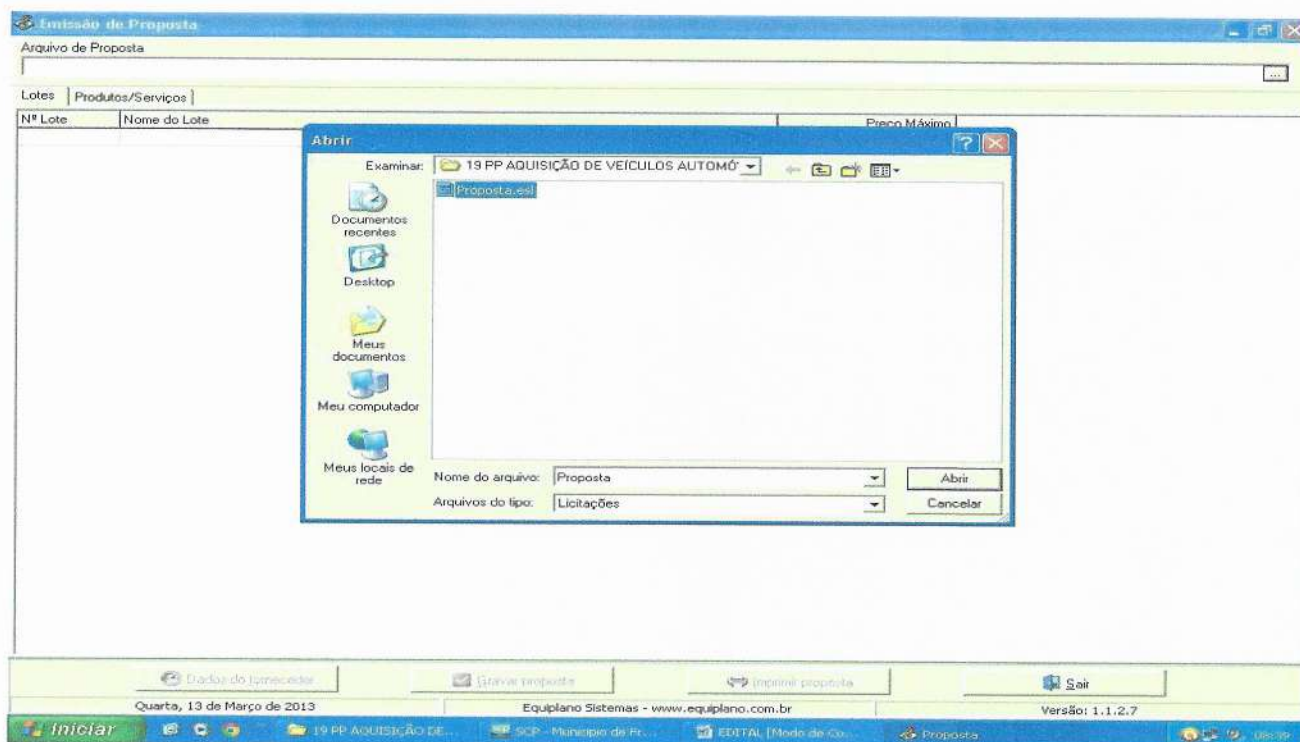 Emissão de Proposta
Arquivo de Proposta
...
Lotes Produtos/Serviços
Nº Lote Nome do Lote Preço Máximo
Abrir
Examinar: 19 PP AQUISIÇÃO DE VEÍCULOS AUTOMÓ
Proposta.esl
Documentos
recentes
Desktop
Meus
documentos
Meu computador
Meus locais de
rede
Nome do arquivo: Proposta Abrir
Arquivos do tipo: Licitações Cancelar
Dados do fornecedor Gravar proposta Imprimir proposta Sair
Quarta, 13 de Março de 2013 Equiplano Sistemas - www.equiplano.com.br Versão: 1.1.2.7
Iniciar 19 PP AQUISIÇÃO DE... SCP - Municipio de Fr... EDITAL [Modo de Co... Proposta 08:39